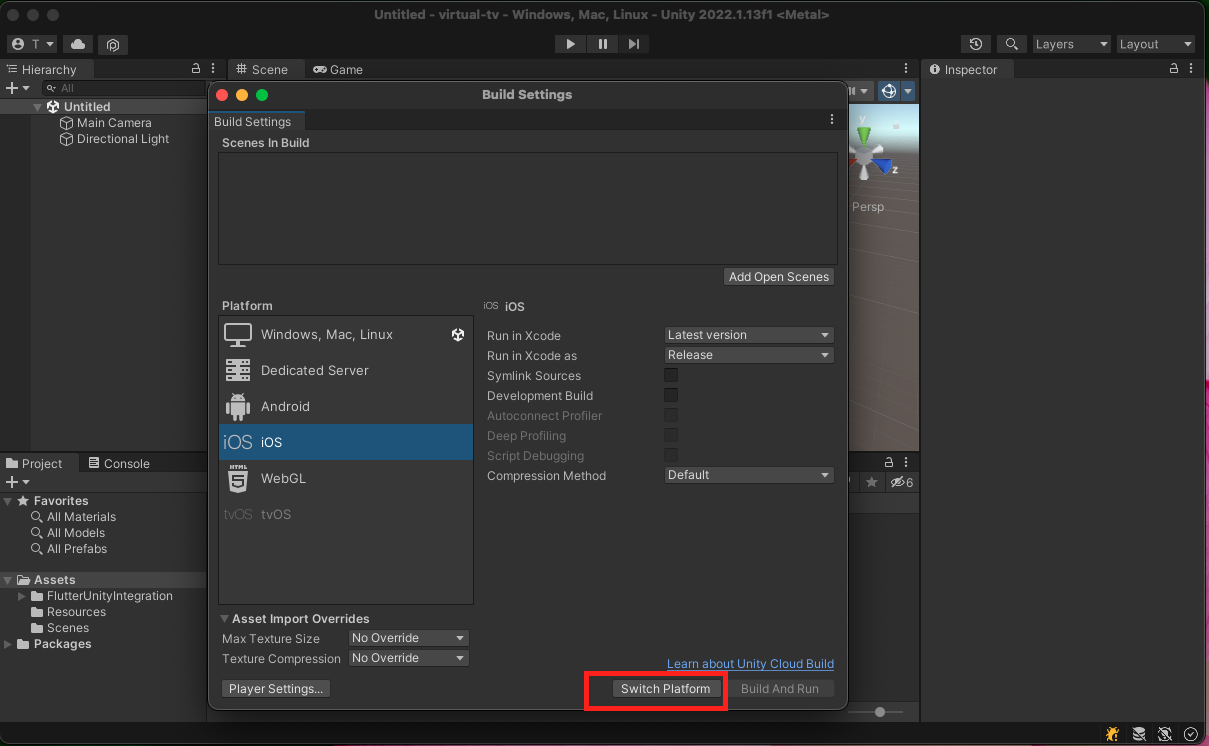 Untitled - virtual-tv - Windows, Mac, Linux - Unity 2022.1.13f1 <Metal>
T
Layers
Layout
Hierarchy
Scene
Game
Inspector
All
Untitled
Main Camera
Directional Light
Build Settings
Build Settings
Scenes In Build
Add Open Scenes
y
z
Persp
Platform
Windows, Mac, Linux
Dedicated Server
Android
iOS iOS
HTML
5 WebGL
tvOS tvOS
iOS iOS
Run in Xcode Latest version
Run in Xcode as Release
Symlink Sources
Development Build
Autoconnect Profiler
Deep Profiling
Script Debugging
Compression Method Default
Project
Console
6
Favorites
All Materials
All Models
All Prefabs
Assets
FlutterUnityIntegration
Resources
Scenes
Packages
Asset Import Overrides
Max Texture Size No Override
Texture Compression No Override
Learn about Unity Cloud Build
Player Settings...
Switch Platform
Build And Run